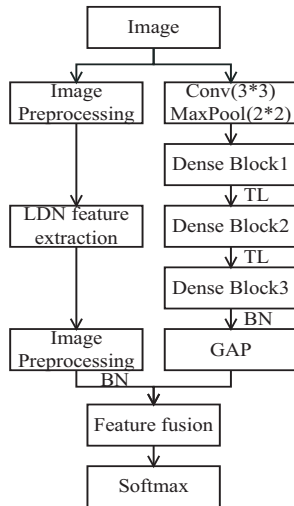 Image
Image
Preprocessing
Conv(3*3)
MaxPool(2*2)
Dense Block1
TL
LDN feature
extraction
Dense Block2
TL
Dense Block3
BN
Image
Preprocessing
GAP
BN
Feature fusion
Softmax